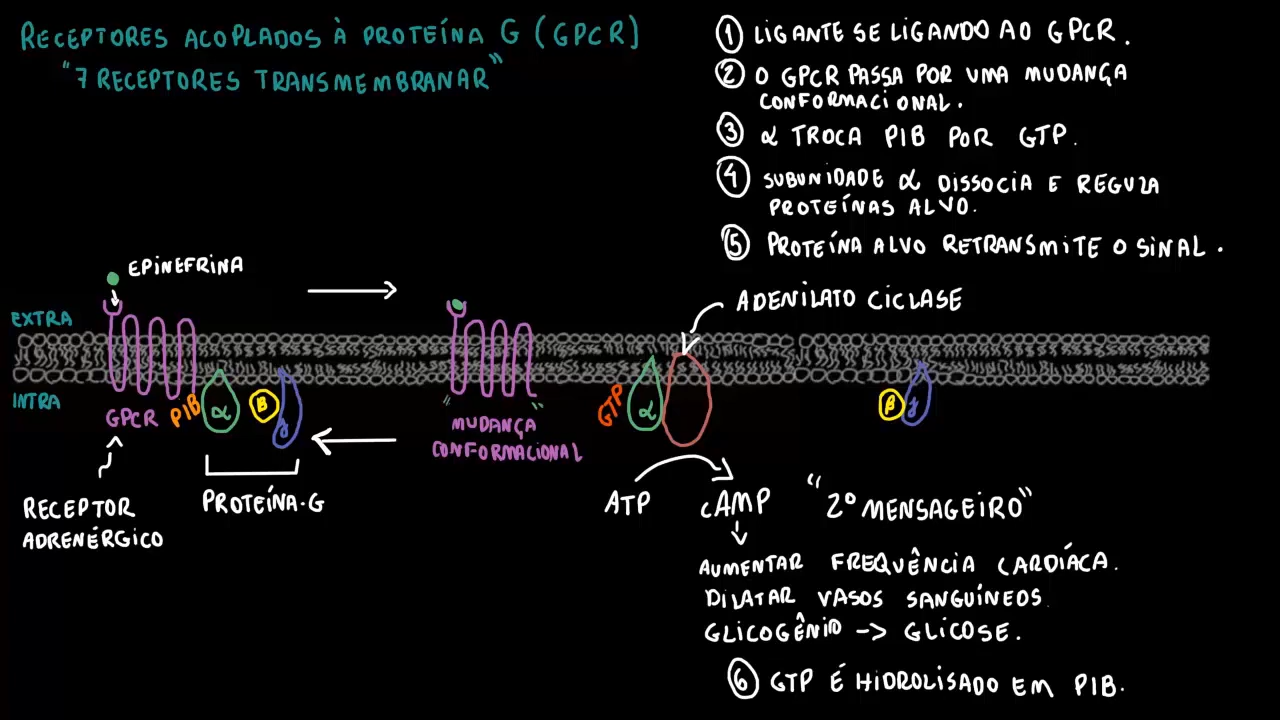 RECEPTORES ACOPLADOS À PROTEÍNA G (GPCR)
"7 RECEPTORES TRANSMEMBRANAR"
① LIGANTE SE LIGANDO AO GPCR.
② O GPCR PASSA POR UMA MUDANÇA
CONFORMACIONAL.
③ α TROCA PIB POR GTP.
④ SUBUNIDADE α DISSOCIA E REGULA
PROTEÍNAS ALVO.
⑤ PROTEÍNA ALVO RETRANSMITE O SINAL.
EPINEFRINA
ADENILATO CICLASE
EXTRA
INTRA
GPCR
PIB
α
β
γ
GTP
α
β
γ
"MUDANÇA"
CONFORMACIONAL
RECEPTOR
ADRENÉRGICO
PROTEÍNA-G
ATP
cAMP
"2º MENSAGEIRO"
AUMENTAR FREQUÊNCIA CARDÍACA.
DILATAR VASOS SANGUÍNEOS.
GLICOGÊNIO -> GLICOSE.
⑥ GTP É HIDROLISADO EM PIB.